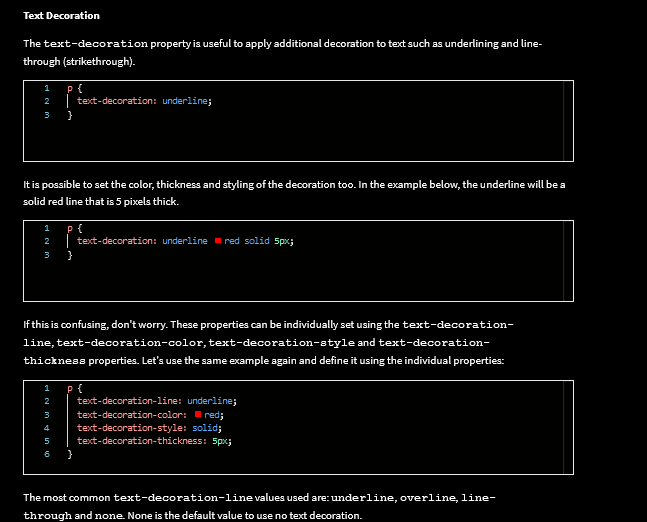 Text Decoration
The text-decoration property is useful to apply additional decoration to text such as underlining and line-
through (strikethrough).
1 p {
2 text-decoration: underline;
3 }
It is possible to set the color, thickness and styling of the decoration too. In the example below, the underline will be a
solid red line that is 5 pixels thick.
1 p {
2 text-decoration: underline red solid 5px;
3 }
If this is confusing, don't worry. These properties can be individually set using the text-decoration-
line, text-decoration-color, text-decoration-style and text-decoration-
thickness properties. Let's use the same example again and define it using the individual properties:
1 p {
2 text-decoration-line: underline;
3 text-decoration-color: red;
4 text-decoration-style: solid;
5 text-decoration-thickness: 5px;
6 }
The most common text-decoration-line values used are: underline, overline, line-
through and none. None is the default value to use no text decoration.